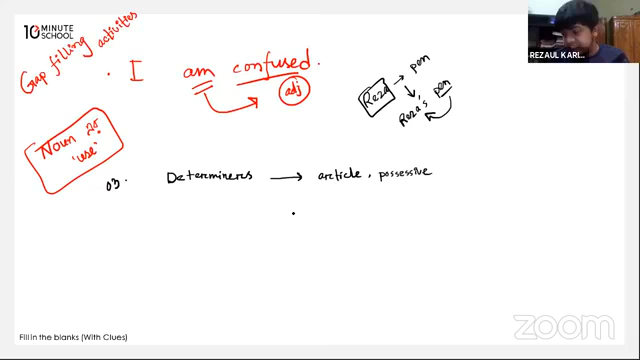 10 MINUTE SCHOOL
Gap filling activities
. I am confused.
adj
Reza → pen
Reza's pen
REZAUL KARI
Noun এর
'use'
03. Determiners → article, possessive
Fill in the blanks (With Clues)
zoom